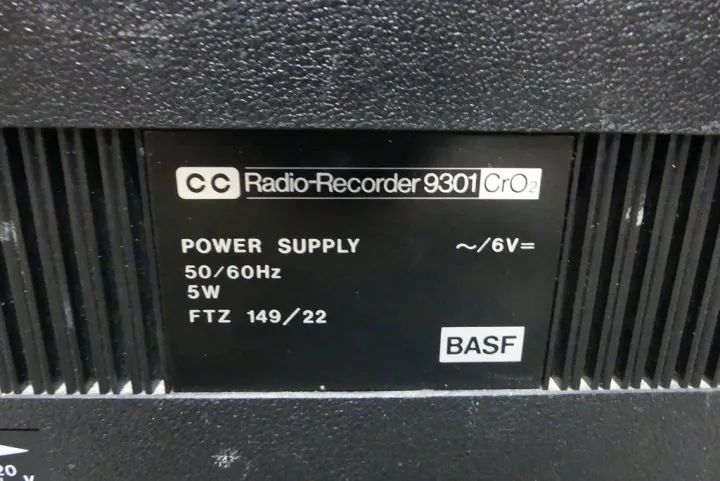 CC Radio-Recorder 9301 CrO₂
POWER SUPPLY ~/6V=
50/60Hz
5W
FTZ 149/22
BASF
V